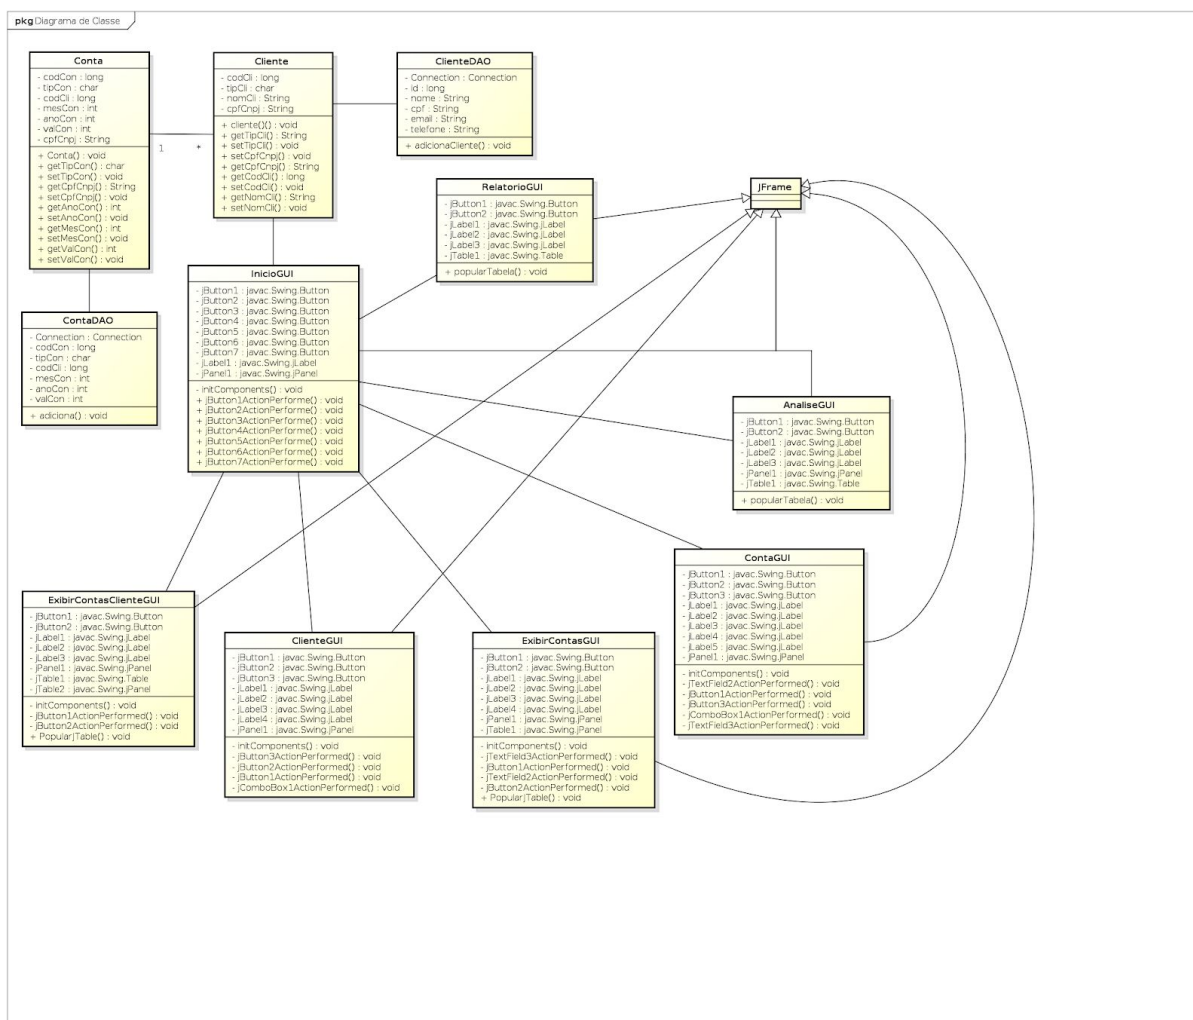 pkg Diagrama de Classe
Conta
- codCon : long
- tipCon : char
- codCli : long
- mesCon : int
- anoCon : int
- valCon : int
- cpfCnpj : String
+ Conta() : void
+ getTipCon() : char
+ setTipCon() : void
+ getCpfCnpj() : String
+ setCpfCnpj() : void
+ getAnoCon() : int
+ setAnoCon() : void
+ getMesCon() : int
+ setMesCon() : void
+ getValCon() : int
+ setValCon() : void
1
*
Cliente
- codCli : long
- tipCli : char
- nomCli : String
- cpfCnpj : String
+ cliente()() : void
+ getTipCli() : String
+ setTipCli() : void
+ setCpfCnpj() : void
+ getCpfCnpj() : String
+ getCodCli() : long
+ setCodCli() : void
+ getNomCli() : String
+ setNomCli() : void
ClienteDAO
- Connection : Connection
- id : long
- nome : String
- cpf : String
- email : String
- telefone : String
+ adicionaCliente() : void
RelatorioGUI
- jButton1 : javac.Swing.Button
- jButton2 : javac.Swing.Button
- jLabel1 : javac.Swing.jLabel
- jLabel2 : javac.Swing.jLabel
- jLabel3 : javac.Swing.jLabel
- jTable1 : javac.Swing.Table
+ popularTabela() : void
JFrame
InicioGUI
- jButton1 : javac.Swing.Button
- jButton2 : javac.Swing.Button
- jButton3 : javac.Swing.Button
- jButton4 : javac.Swing.Button
- jButton5 : javac.Swing.Button
- jButton6 : javac.Swing.Button
- jButton7 : javac.Swing.Button
- jLabel1 : javac.Swing.jLabel
- jPanel1 : javac.Swing.jPanel
- initComponents() : void
+ jButton1ActionPerforme() : void
+ jButton2ActionPerforme() : void
+ jButton3ActionPerforme() : void
+ jButton4ActionPerforme() : void
+ jButton5ActionPerforme() : void
+ jButton6ActionPerforme() : void
+ jButton7ActionPerforme() : void
ContaDAO
- Connection : Connection
- codCon : long
- tipCon : char
- codCli : long
- mesCon : int
- anoCon : int
- valCon : int
+ adiciona() : void
AnaliseGUI
- jButton1 : javac.Swing.Button
- jButton2 : javac.Swing.Button
- jLabel1 : javac.Swing.jLabel
- jLabel2 : javac.Swing.jLabel
- jLabel3 : javac.Swing.jLabel
- jPanel1 : javac.Swing.jPanel
- jTable1 : javac.Swing.Table
+ popularTabela() : void
ContaGUI
- jButton1 : javac.Swing.Button
- jButton2 : javac.Swing.Button
- jButton3 : javac.Swing.Button
- jLabel1 : javac.Swing.jLabel
- jLabel2 : javac.Swing.jLabel
- jLabel3 : javac.Swing.jLabel
- jLabel4 : javac.Swing.jLabel
- jLabel5 : javac.Swing.jLabel
- jPanel1 : javac.Swing.jPanel
- initComponents() : void
- jTextField2ActionPerformed() : void
- jButton1ActionPerformed() : void
- jButton3ActionPerformed() : void
- jComboBox1ActionPerformed() : void
- jTextField3ActionPerformed() : void
ExibirContasClienteGUI
- jButton1 : javac.Swing.Button
- jButton2 : javac.Swing.Button
- jLabel1 : javac.Swing.jLabel
- jLabel2 : javac.Swing.jLabel
- jLabel3 : javac.Swing.jLabel
- jPanel1 : javac.Swing.jPanel
- jTable1 : javac.Swing.Table
- jTable2 : javac.Swing.jPanel
- initComponents() : void
- jButton1ActionPerformed() : void
- jButton2ActionPerformed() : void
+ PopularJTable() : void
ClienteGUI
- jButton1 : javac.Swing.Button
- jButton2 : javac.Swing.Button
- jButton3 : javac.Swing.Button
- jLabel1 : javac.Swing.jLabel
- jLabel2 : javac.Swing.jLabel
- jLabel3 : javac.Swing.jLabel
- jLabel4 : javac.Swing.jLabel
- jPanel1 : javac.Swing.jPanel
- initComponents() : void
- jButton3ActionPerformed() : void
- jButton2ActionPerformed() : void
- jButton1ActionPerformed() : void
- jComboBox1ActionPerformed() : void
ExibirContasGUI
- jButton1 : javac.Swing.Button
- jButton2 : javac.Swing.Button
- jLabel1 : javac.Swing.jLabel
- jLabel2 : javac.Swing.jLabel
- jLabel3 : javac.Swing.jLabel
- jLabel4 : javac.Swing.jLabel
- jPanel1 : javac.Swing.jPanel
- jTable1 : javac.Swing.jPanel
- initComponents() : void
- jTextField3ActionPerformed() : void
- jButton1ActionPerformed() : void
- jTextField2ActionPerformed() : void
- jButton2ActionPerformed() : void
+ PopularJTable() : void